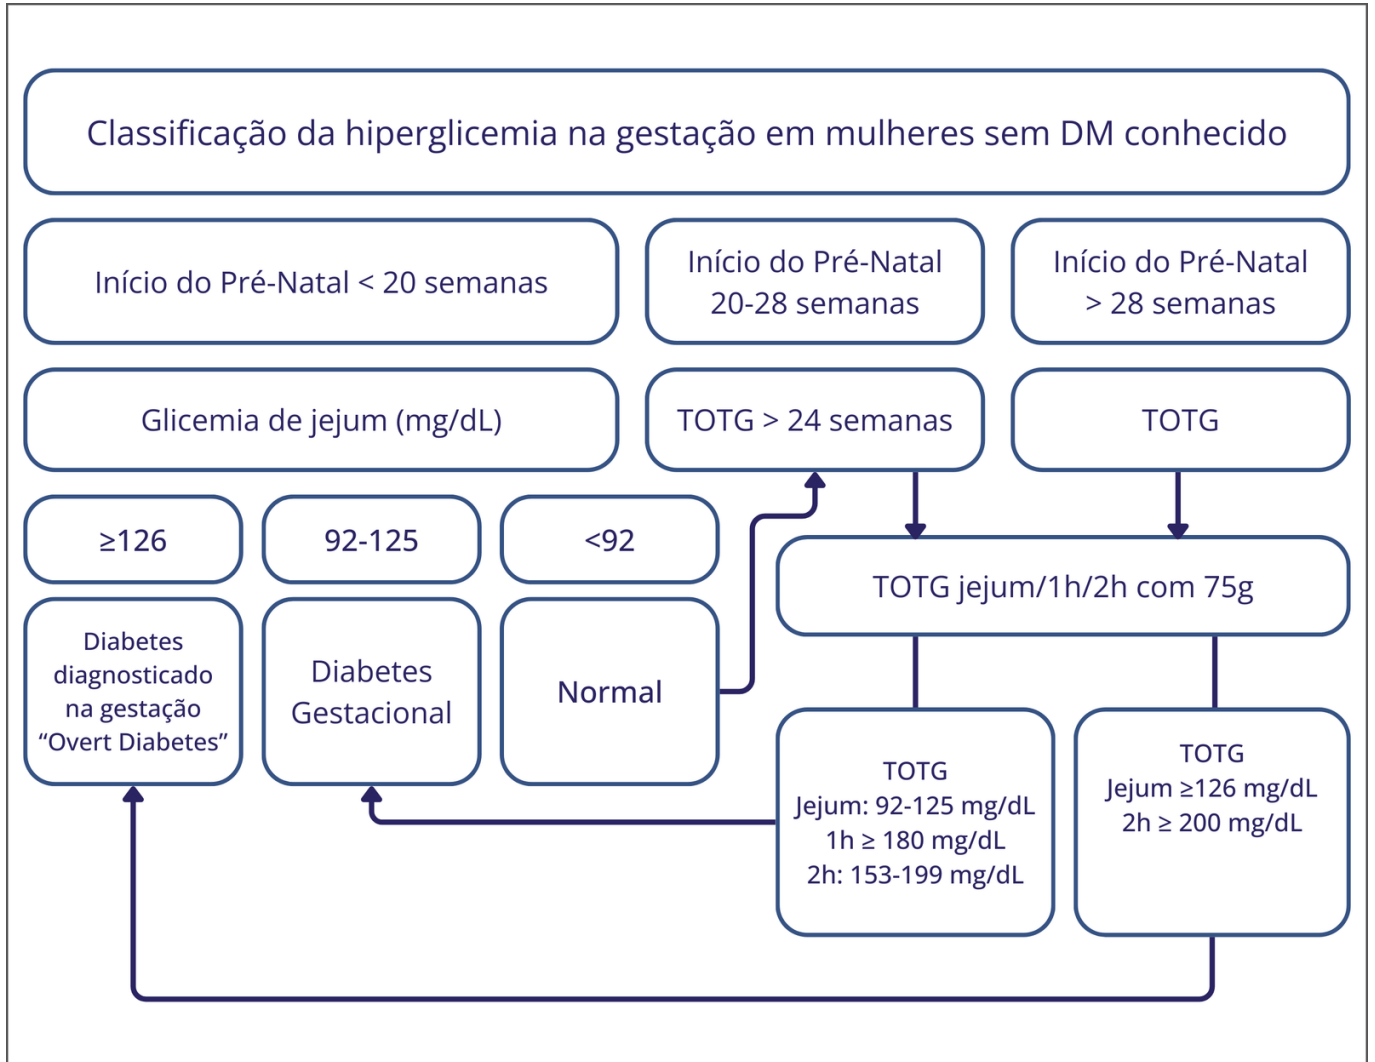 Classificação da hiperglicemia na gestação em mulheres sem DM conhecido
Início do Pré-Natal < 20 semanas
Início do Pré-Natal
20-28 semanas
Início do Pré-Natal
> 28 semanas
Glicemia de jejum (mg/dL)
TOTG > 24 semanas
TOTG
≥126
92-125
<92
TOTG jejum/1h/2h com 75g
Diabetes
diagnosticado
na gestação
“Overt Diabetes”
Diabetes
Gestacional
Normal
TOTG
Jejum: 92-125 mg/dL
1h ≥ 180 mg/dL
2h: 153-199 mg/dL
TOTG
Jejum ≥126 mg/dL
2h ≥ 200 mg/dL